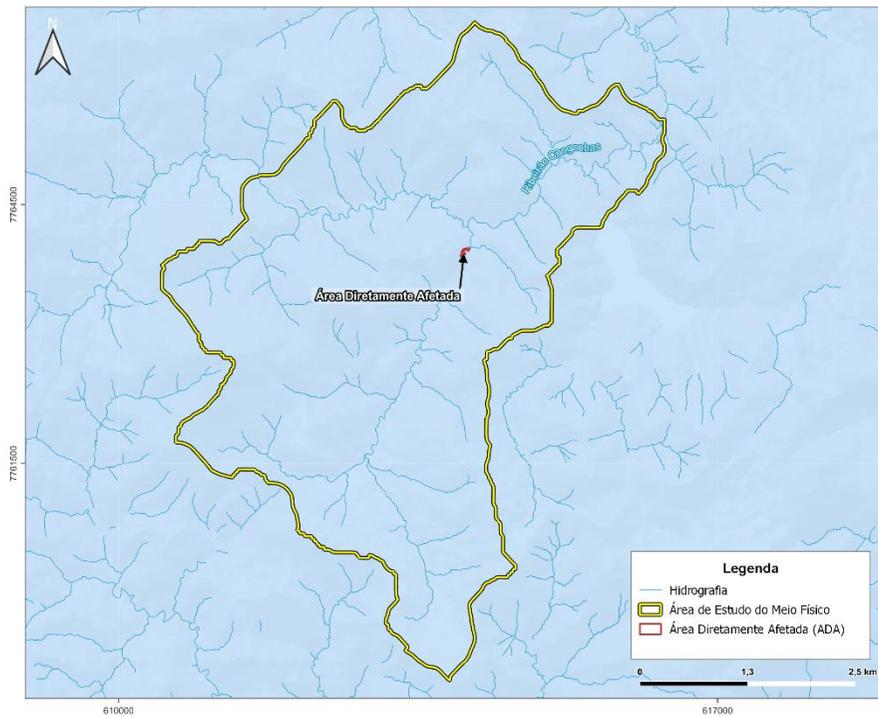 N
Ribeirão Congonhas
7764500
Área Diretamente Afetada
7761500
Legenda
Hidrografia
Área de Estudo do Meio Físico
Área Diretamente Afetada (ADA)
0 1,3 2,5 km
610000 617000